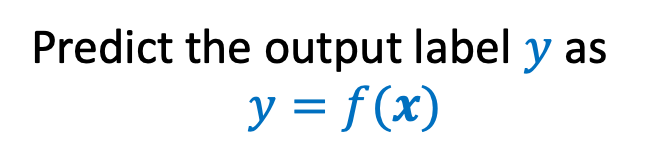 Predict the output label y as
y = f(x)